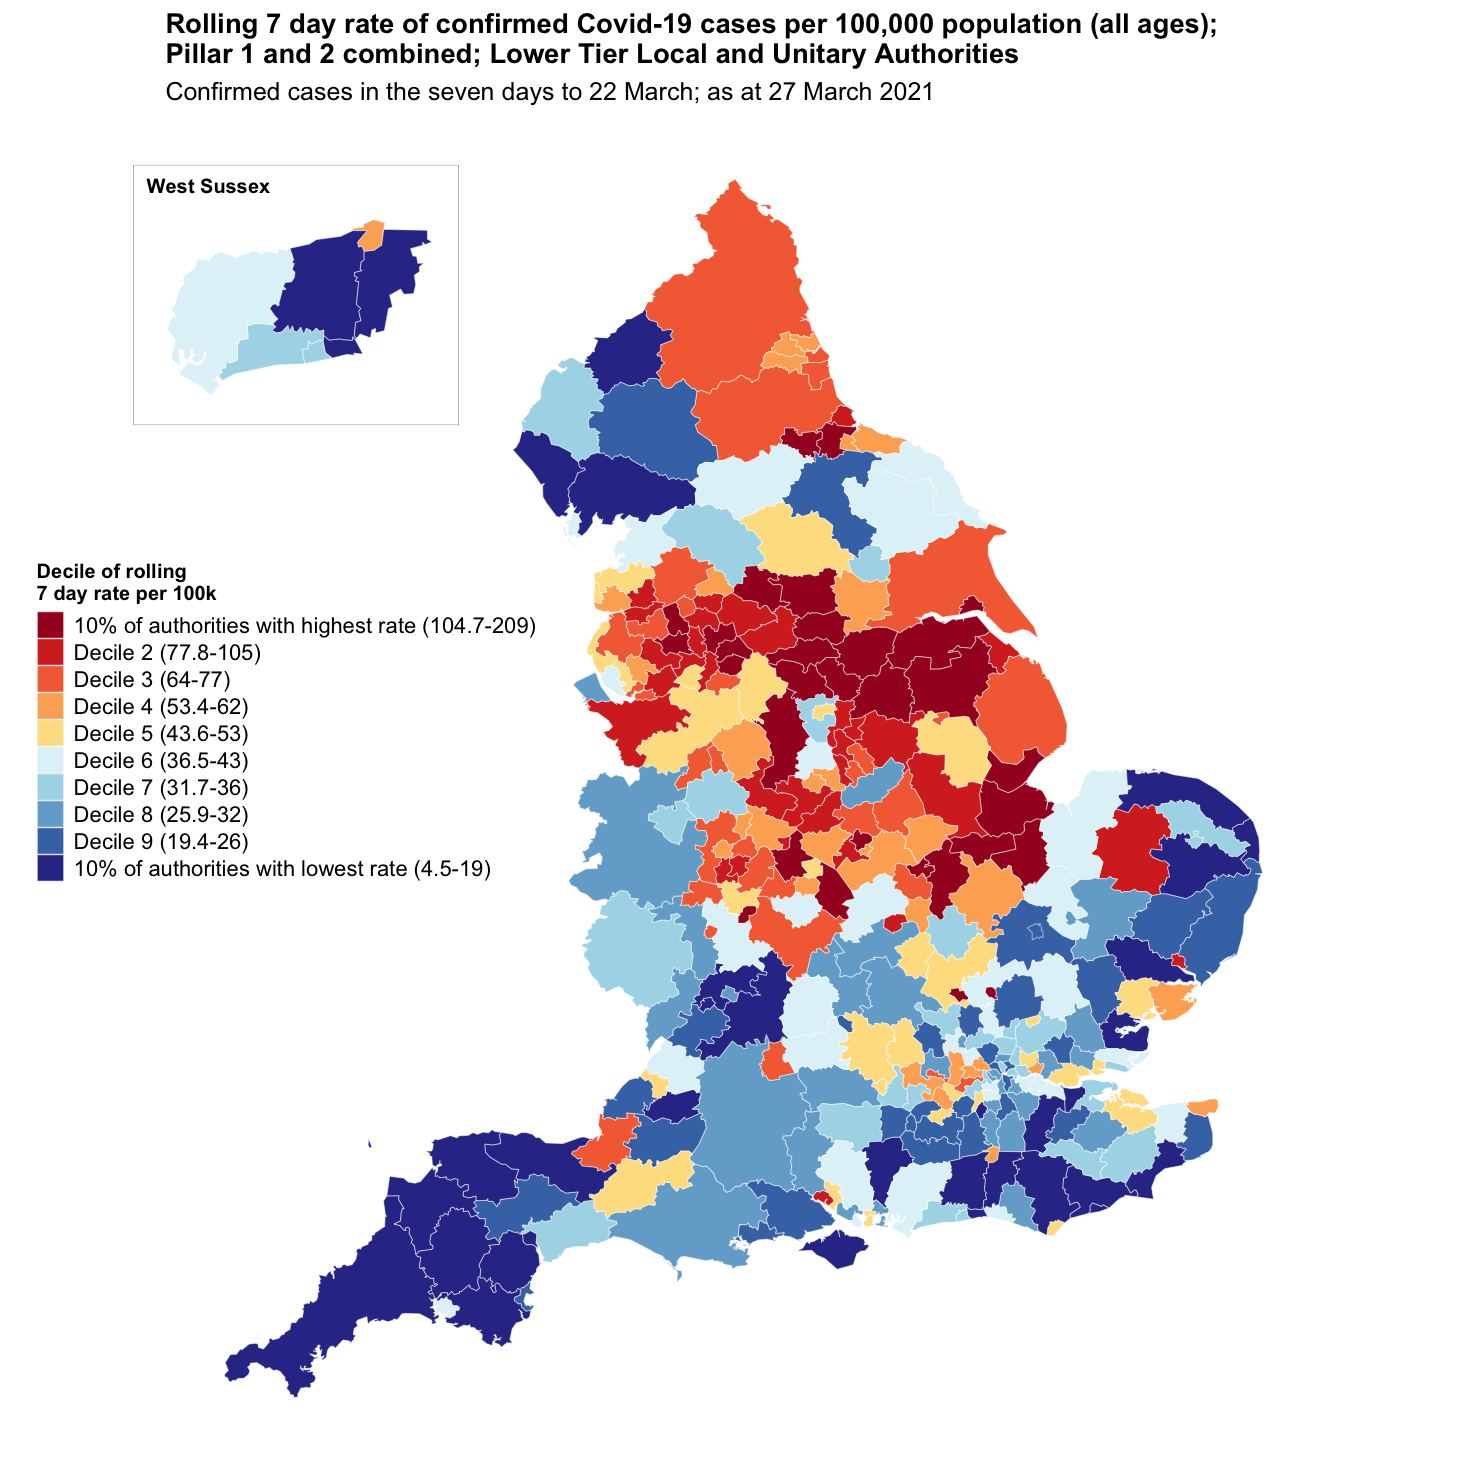 Rolling 7 day rate of confirmed Covid-19 cases per 100,000 population (all ages);
Pillar 1 and 2 combined; Lower Tier Local and Unitary Authorities
Confirmed cases in the seven days to 22 March; as at 27 March 2021
West Sussex
Decile of rolling
7 day rate per 100k
10% of authorities with highest rate (104.7-209)
Decile 2 (77.8-105)
Decile 3 (64-77)
Decile 4 (53.4-62)
Decile 5 (43.6-53)
Decile 6 (36.5-43)
Decile 7 (31.7-36)
Decile 8 (25.9-32)
Decile 9 (19.4-26)
10% of authorities with lowest rate (4.5-19)